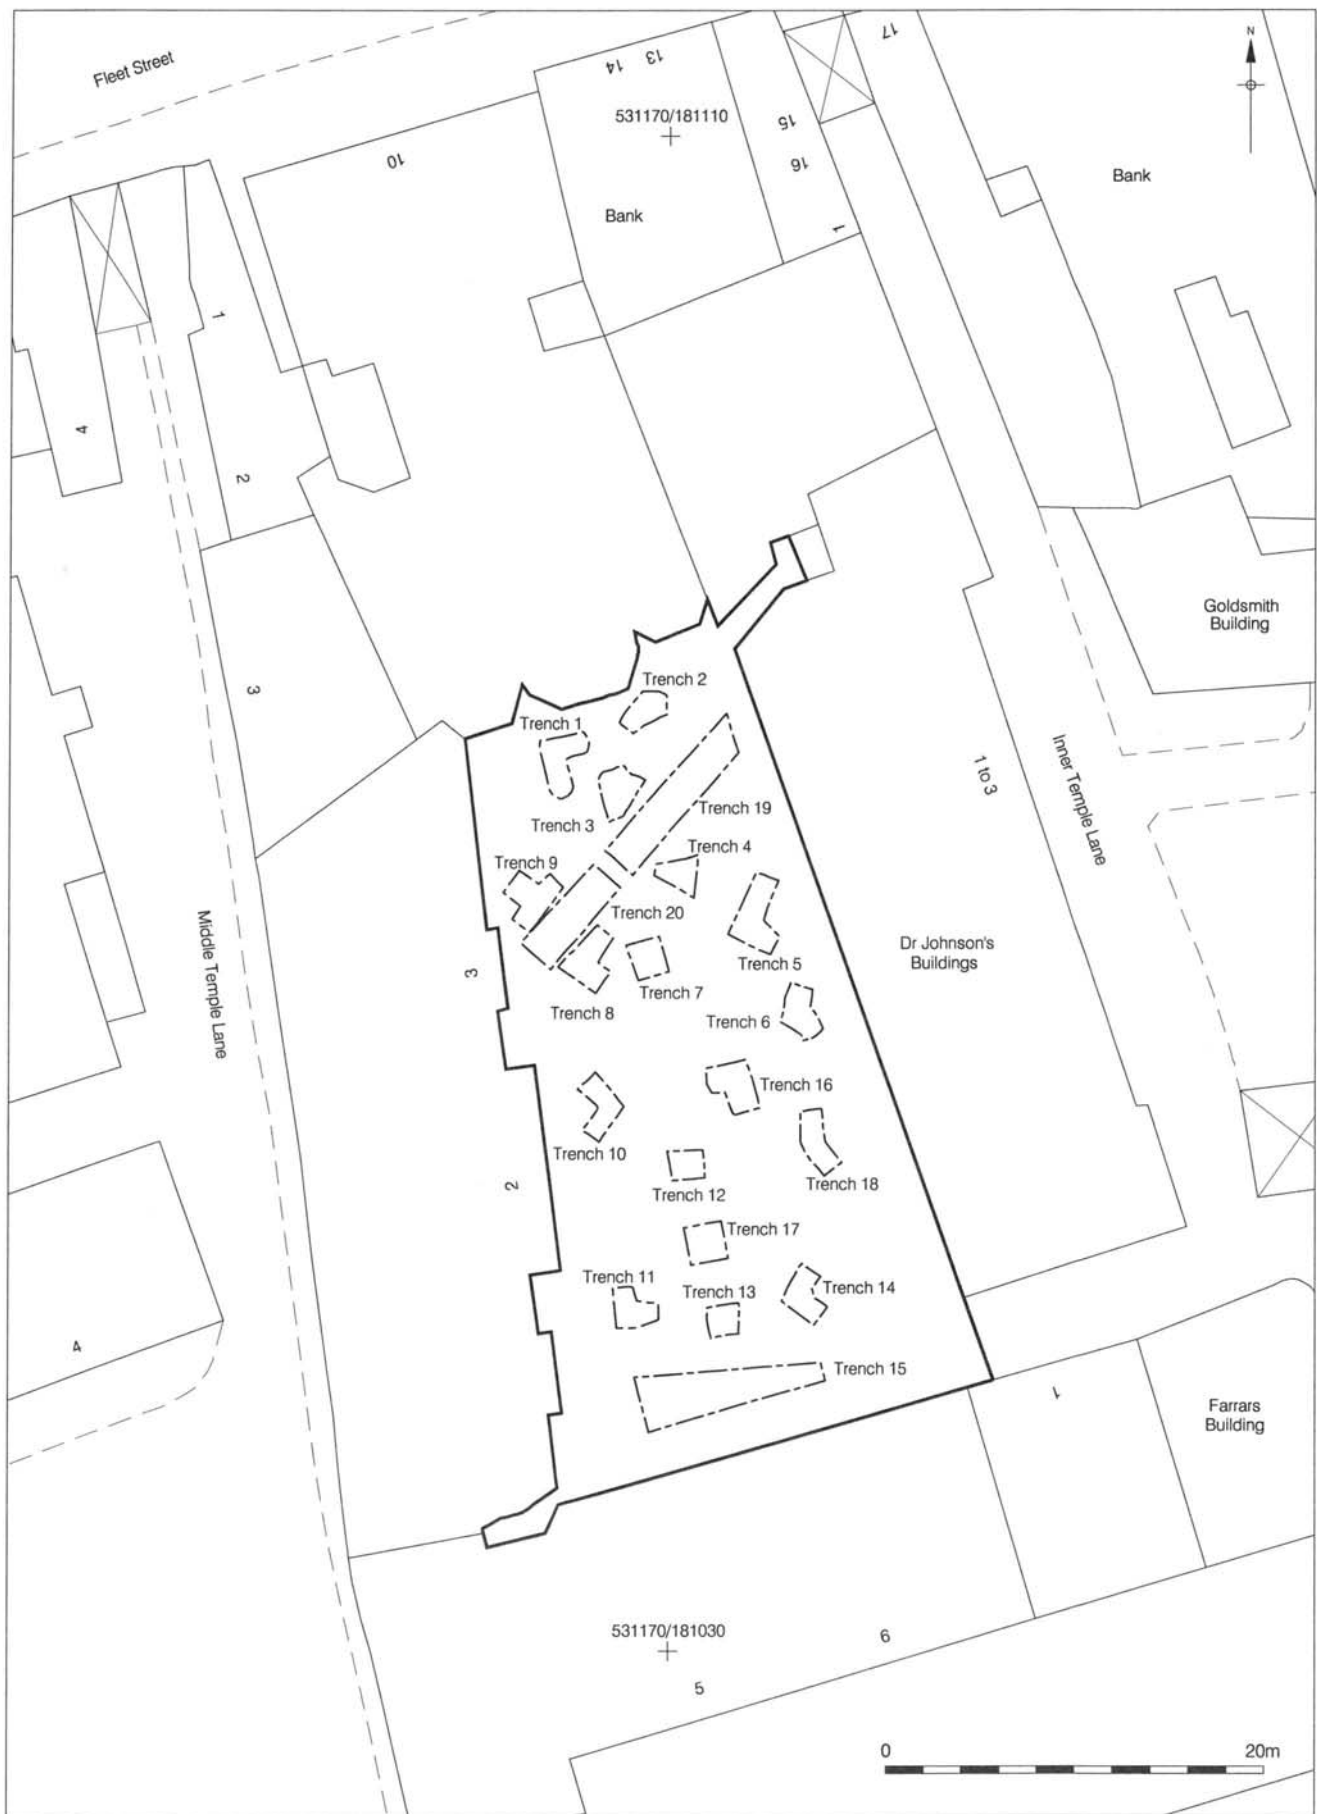 Fleet Street
10
14
13
531170/181110
15
16
17
N
Bank
Bank
1
1
4
2
3
Goldsmith
Building
Trench 2
Trench 1
Trench 3
Trench 19
Trench 4
Trench 9
Trench 20
Trench 5
Trench 7
Trench 8
Trench 6
1 to 3
Inner Temple Lane
Middle Temple Lane
3
Dr Johnson's
Buildings
Trench 16
Trench 10
Trench 18
Trench 12
2
Trench 17
Trench 11
Trench 13
Trench 14
Trench 15
4
1
Farrars
Building
531170/181030
6
5
0
20m